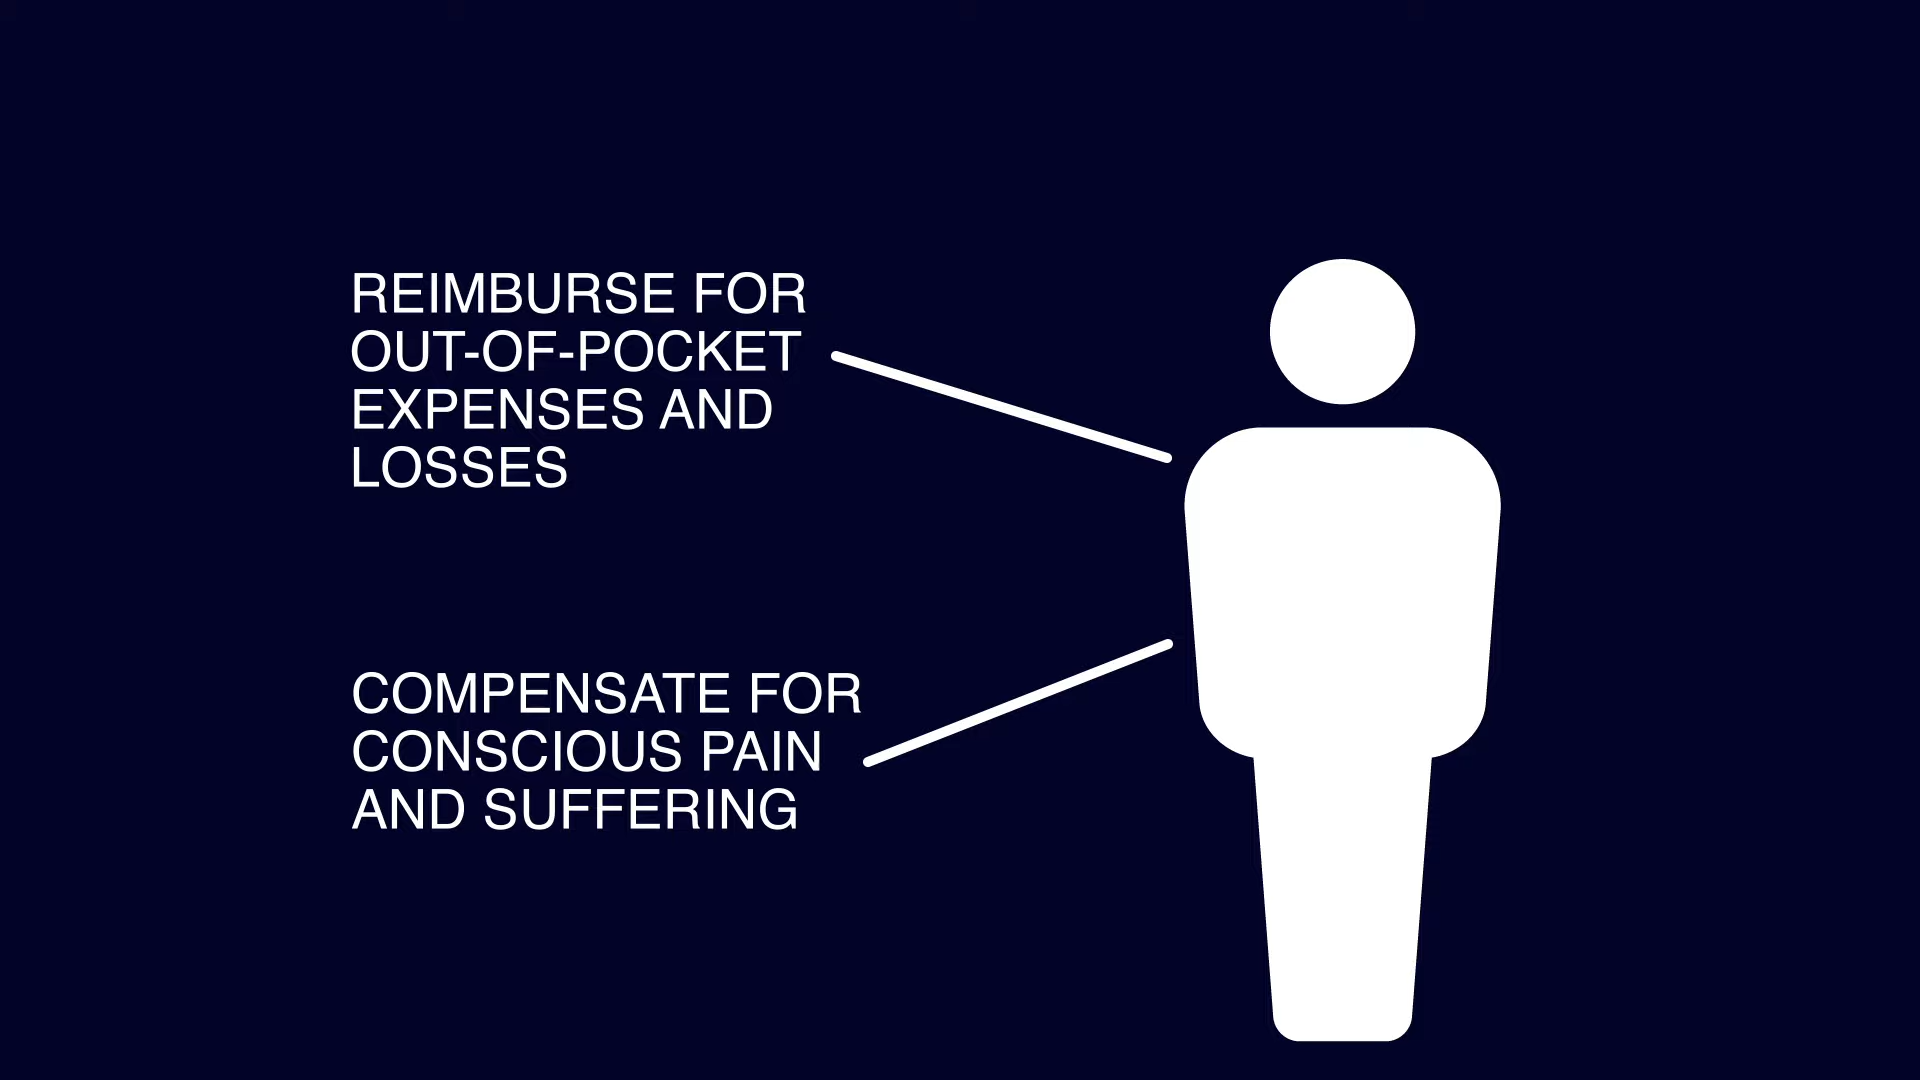 REIMBURSE FOR
OUT-OF-POCKET
EXPENSES AND
LOSSES
COMPENSATE FOR
CONSCIOUS PAIN
AND SUFFERING